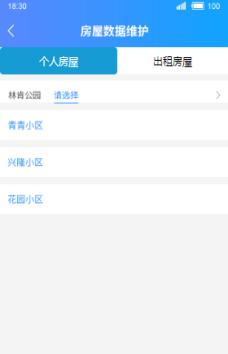 18:30 100
房屋数据维护
个人房屋 出租房屋
林肯公园 请选择
青青小区
兴隆小区
花园小区